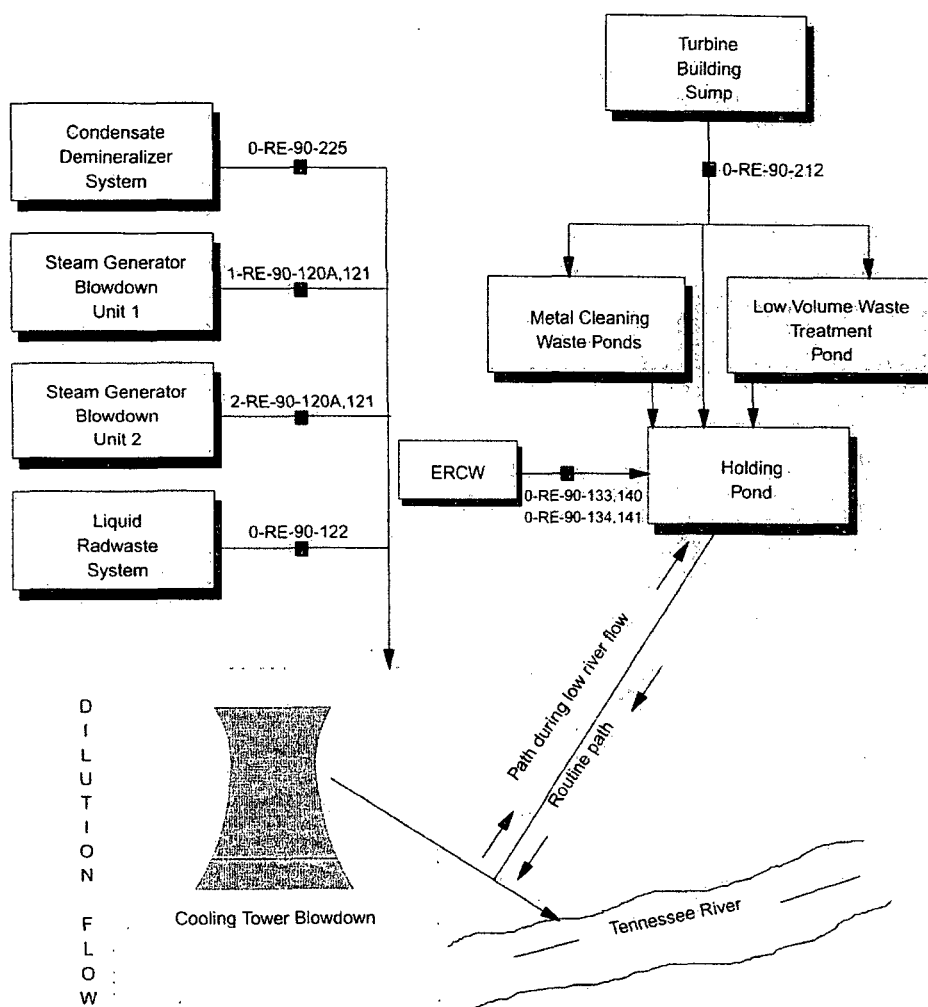 Turbine
Building
Sump
Condensate
Demineralizer
System
0-RE-90-225
0-RE-90-212
Steam Generator
Blowdown
Unit 1
1-RE-90-120A,121
Metal Cleaning
Waste Ponds
Low Volume Waste
Treatment
Pond
Steam Generator
Blowdown
Unit 2
2-RE-90-120A,121
ERCW
0-RE-90-133,140
0-RE-90-134,141
Holding
Pond
Liquid
Radwaste
System
0-RE-90-122
Path during low river flow
Routine path
DILUTION FLOW
Cooling Tower Blowdown
Tennessee River